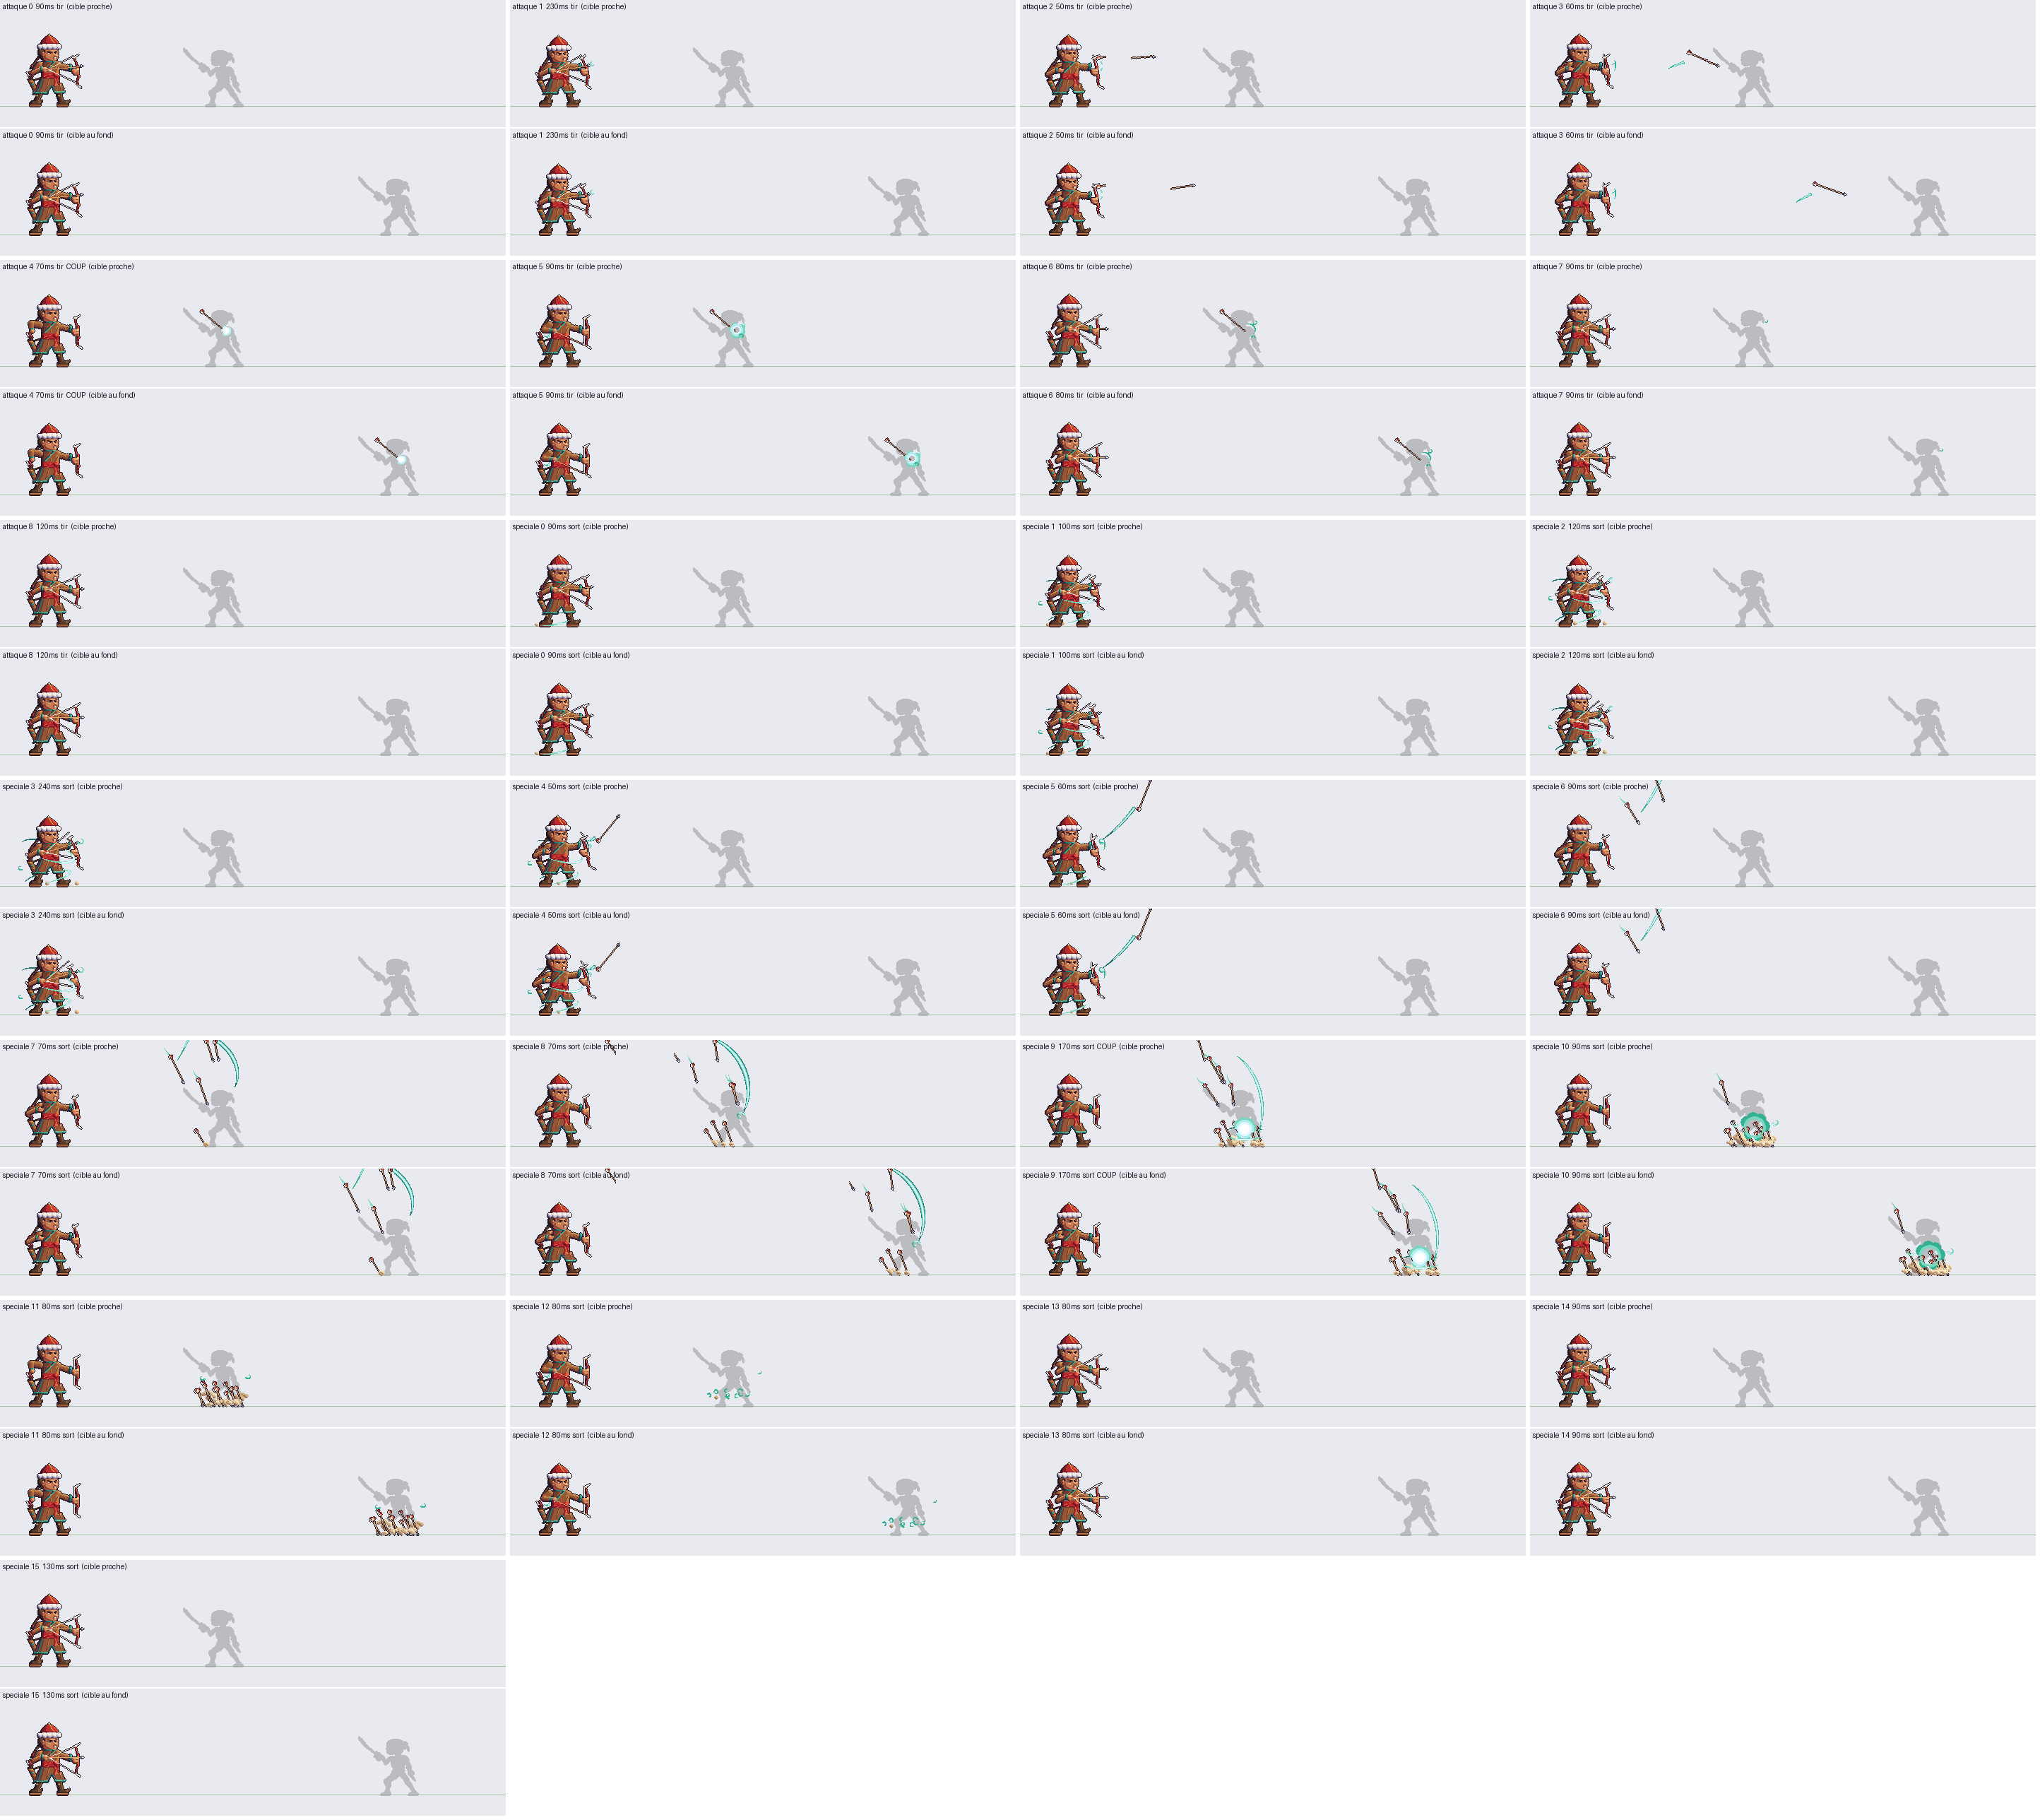 attaque 0 90ms tir (cible proche)
attaque 1 230ms tir (cible proche)
attaque 2 50ms tir (cible proche)
attaque 3 60ms tir (cible proche)
attaque 0 90ms tir (cible au fond)
attaque 1 230ms tir (cible au fond)
attaque 2 50ms tir (cible au fond)
attaque 3 60ms tir (cible au fond)
attaque 4 70ms tir COUP (cible proche)
attaque 5 90ms tir (cible proche)
attaque 6 80ms tir (cible proche)
attaque 7 90ms tir (cible proche)
attaque 4 70ms tir COUP (cible au fond)
attaque 5 90ms tir (cible au fond)
attaque 6 80ms tir (cible au fond)
attaque 7 90ms tir (cible au fond)
attaque 8 120ms tir (cible proche)
speciale 0 90ms sort (cible proche)
speciale 1 100ms sort (cible proche)
speciale 2 120ms sort (cible proche)
attaque 8 120ms tir (cible au fond)
speciale 0 90ms sort (cible au fond)
speciale 1 100ms sort (cible au fond)
speciale 2 120ms sort (cible au fond)
speciale 3 240ms sort (cible proche)
speciale 4 50ms sort (cible proche)
speciale 5 60ms sort (cible proche)
speciale 6 90ms sort (cible proche)
speciale 3 240ms sort (cible au fond)
speciale 4 50ms sort (cible au fond)
speciale 5 60ms sort (cible au fond)
speciale 6 90ms sort (cible au fond)
speciale 7 70ms sort (cible proche)
speciale 8 70ms sort (cible proche)
speciale 9 170ms sort COUP (cible proche)
speciale 10 90ms sort (cible proche)
speciale 7 70ms sort (cible au fond)
speciale 8 70ms sort (cible au fond)
speciale 9 170ms sort COUP (cible au fond)
speciale 10 90ms sort (cible au fond)
speciale 11 80ms sort (cible proche)
speciale 12 80ms sort (cible proche)
speciale 13 80ms sort (cible proche)
speciale 14 90ms sort (cible proche)
speciale 11 80ms sort (cible au fond)
speciale 12 80ms sort (cible au fond)
speciale 13 80ms sort (cible au fond)
speciale 14 90ms sort (cible au fond)
speciale 15 130ms sort (cible proche)
speciale 15 130ms sort (cible au fond)